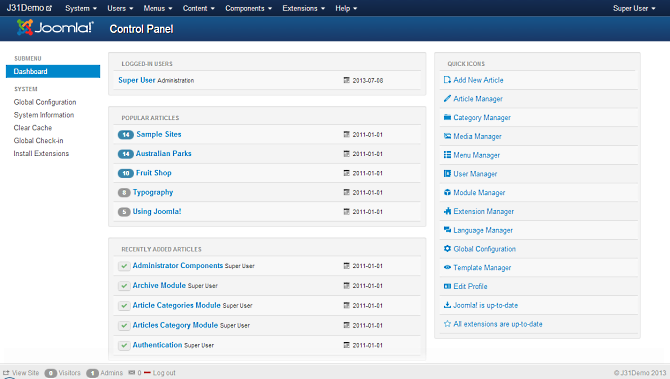 J31Demo System Users Menus Content Components Extensions Help Super User
Joomla! Control Panel
SUBMENU
Dashboard
SYSTEM
Global Configuration
System Information
Clear Cache
Global Check-in
Install Extensions
LOGGED-IN USERS
Super User Administration 2013-07-08
POPULAR ARTICLES
14 Sample Sites 2011-01-01
14 Australian Parks 2011-01-01
10 Fruit Shop 2011-01-01
8 Typography 2011-01-01
5 Using Joomla! 2011-01-01
RECENTLY ADDED ARTICLES
Administrator Components Super User 2011-01-01
Archive Module Super User 2011-01-01
Article Categories Module Super User 2011-01-01
Articles Category Module Super User 2011-01-01
Authentication Super User 2011-01-01
QUICK ICONS
Add New Article
Article Manager
Category Manager
Media Manager
Menu Manager
User Manager
Module Manager
Extension Manager
Language Manager
Global Configuration
Template Manager
Edit Profile
Joomla! is up-to-date
All extensions are up-to-date
View Site 0 Visitors 1 Admins 0 Log out © J31Demo 2013